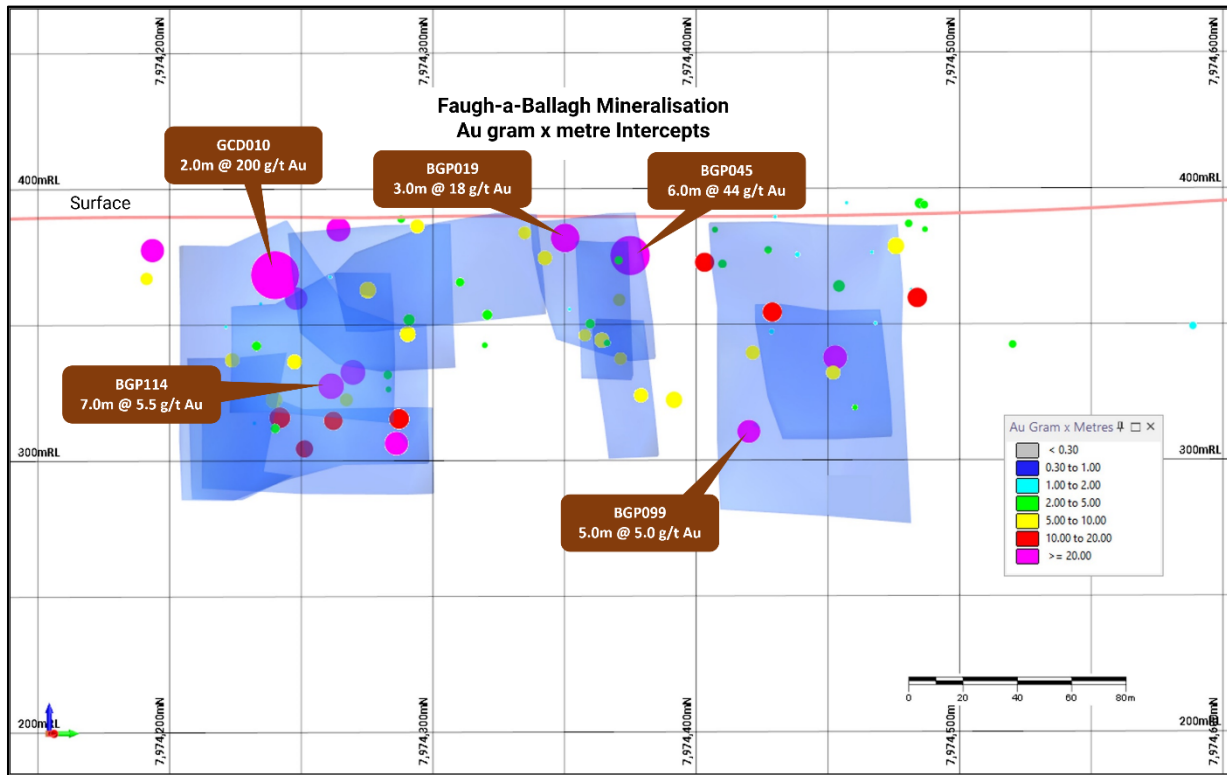 7,974,200mN
7,974,300mN
7,974,400mN
7,974,500mN
7,974,600mN
Faugh-a-Ballagh Mineralisation
Au gram x metre Intercepts
GCD010
2.0m @ 200 g/t Au
BGP019
3.0m @ 18 g/t Au
BGP045
6.0m @ 44 g/t Au
400mRL
400mRL
Surface
BGP114
7.0m @ 5.5 g/t Au
300mRL
300mRL
BGP099
5.0m @ 5.0 g/t Au
Au Gram x Metres
< 0.30
0.30 to 1.00
1.00 to 2.00
2.00 to 5.00
5.00 to 10.00
10.00 to 20.00
>= 20.00
0 20 40 60 80m
200mRL
200mRL
7,974,200mN
7,974,300mN
7,974,400mN
7,974,500mN
7,974,600mN